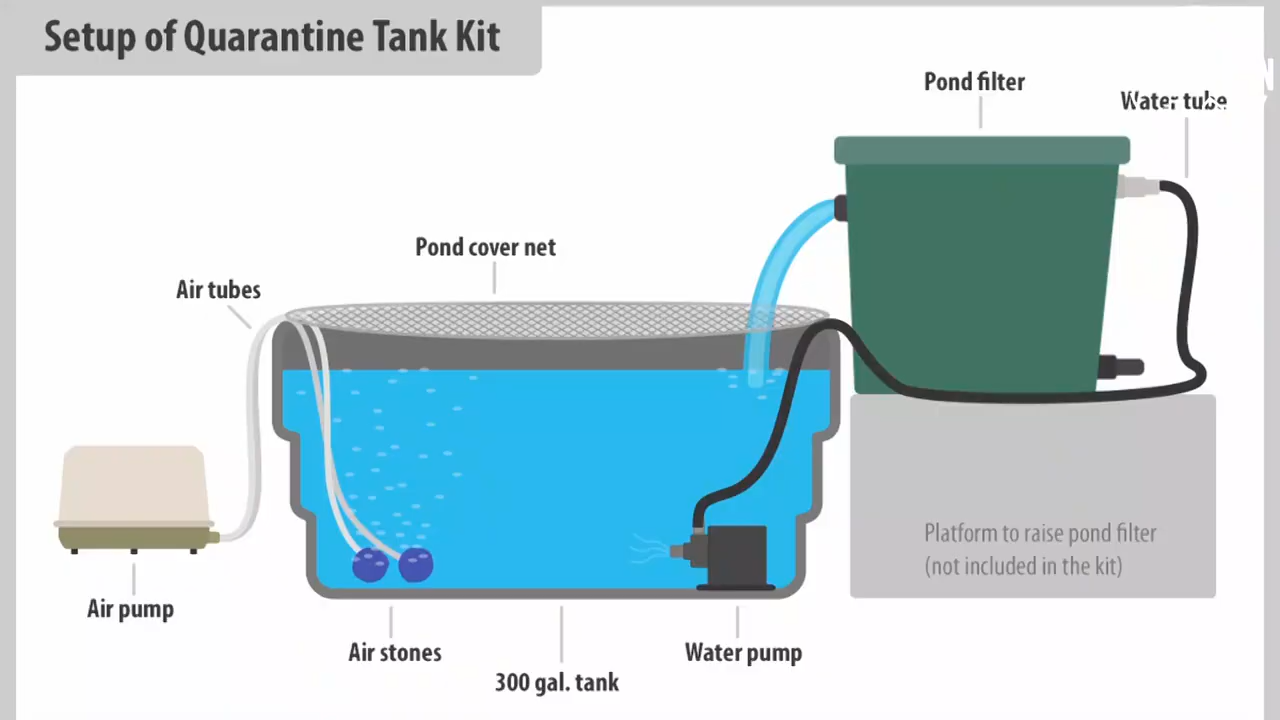 Setup of Quarantine Tank Kit
Pond filter
Water tube
Pond cover net
Air tubes
Platform to raise pond filter
(not included in the kit)
Air pump
Air stones
Water pump
300 gal. tank